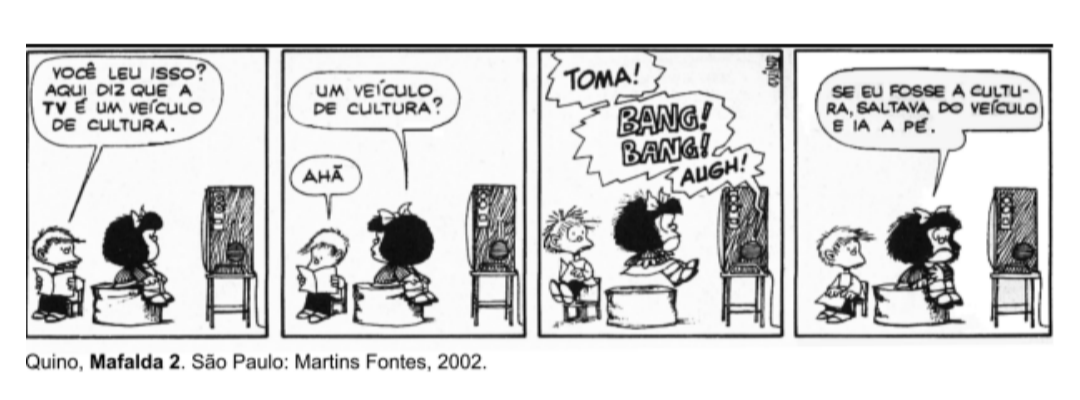 VOCÊ LEU ISSO?
AQUI DIZ QUE A
TV É UM VEÍCULO
DE CULTURA.
UM VEÍCULO
DE CULTURA?
AHÃ
TOMA!
BANG!
BANG!
AUGH!
SE EU FOSSE A CULTU-
RA, SALTAVA DO VEÍCULO
E IA A PÉ.
Quino, Mafalda 2. São Paulo: Martins Fontes, 2002.